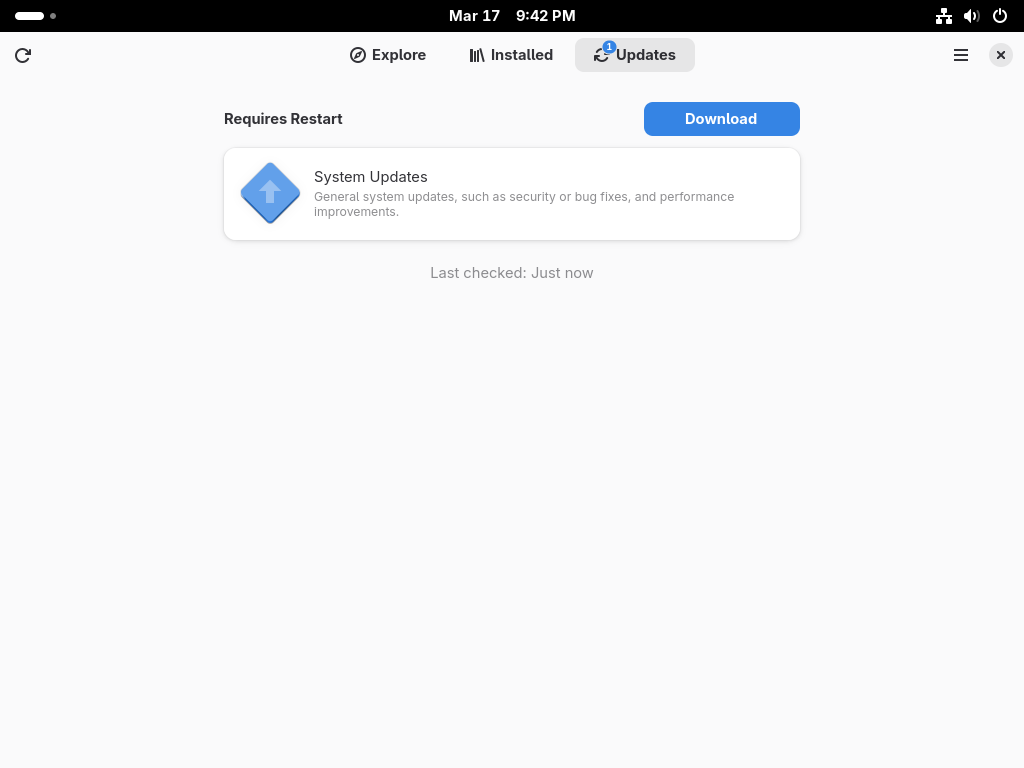 Mar 17 9:42 PM
Explore Installed 1 Updates
Requires Restart Download
System Updates
General system updates, such as security or bug fixes, and performance
improvements.
Last checked: Just now